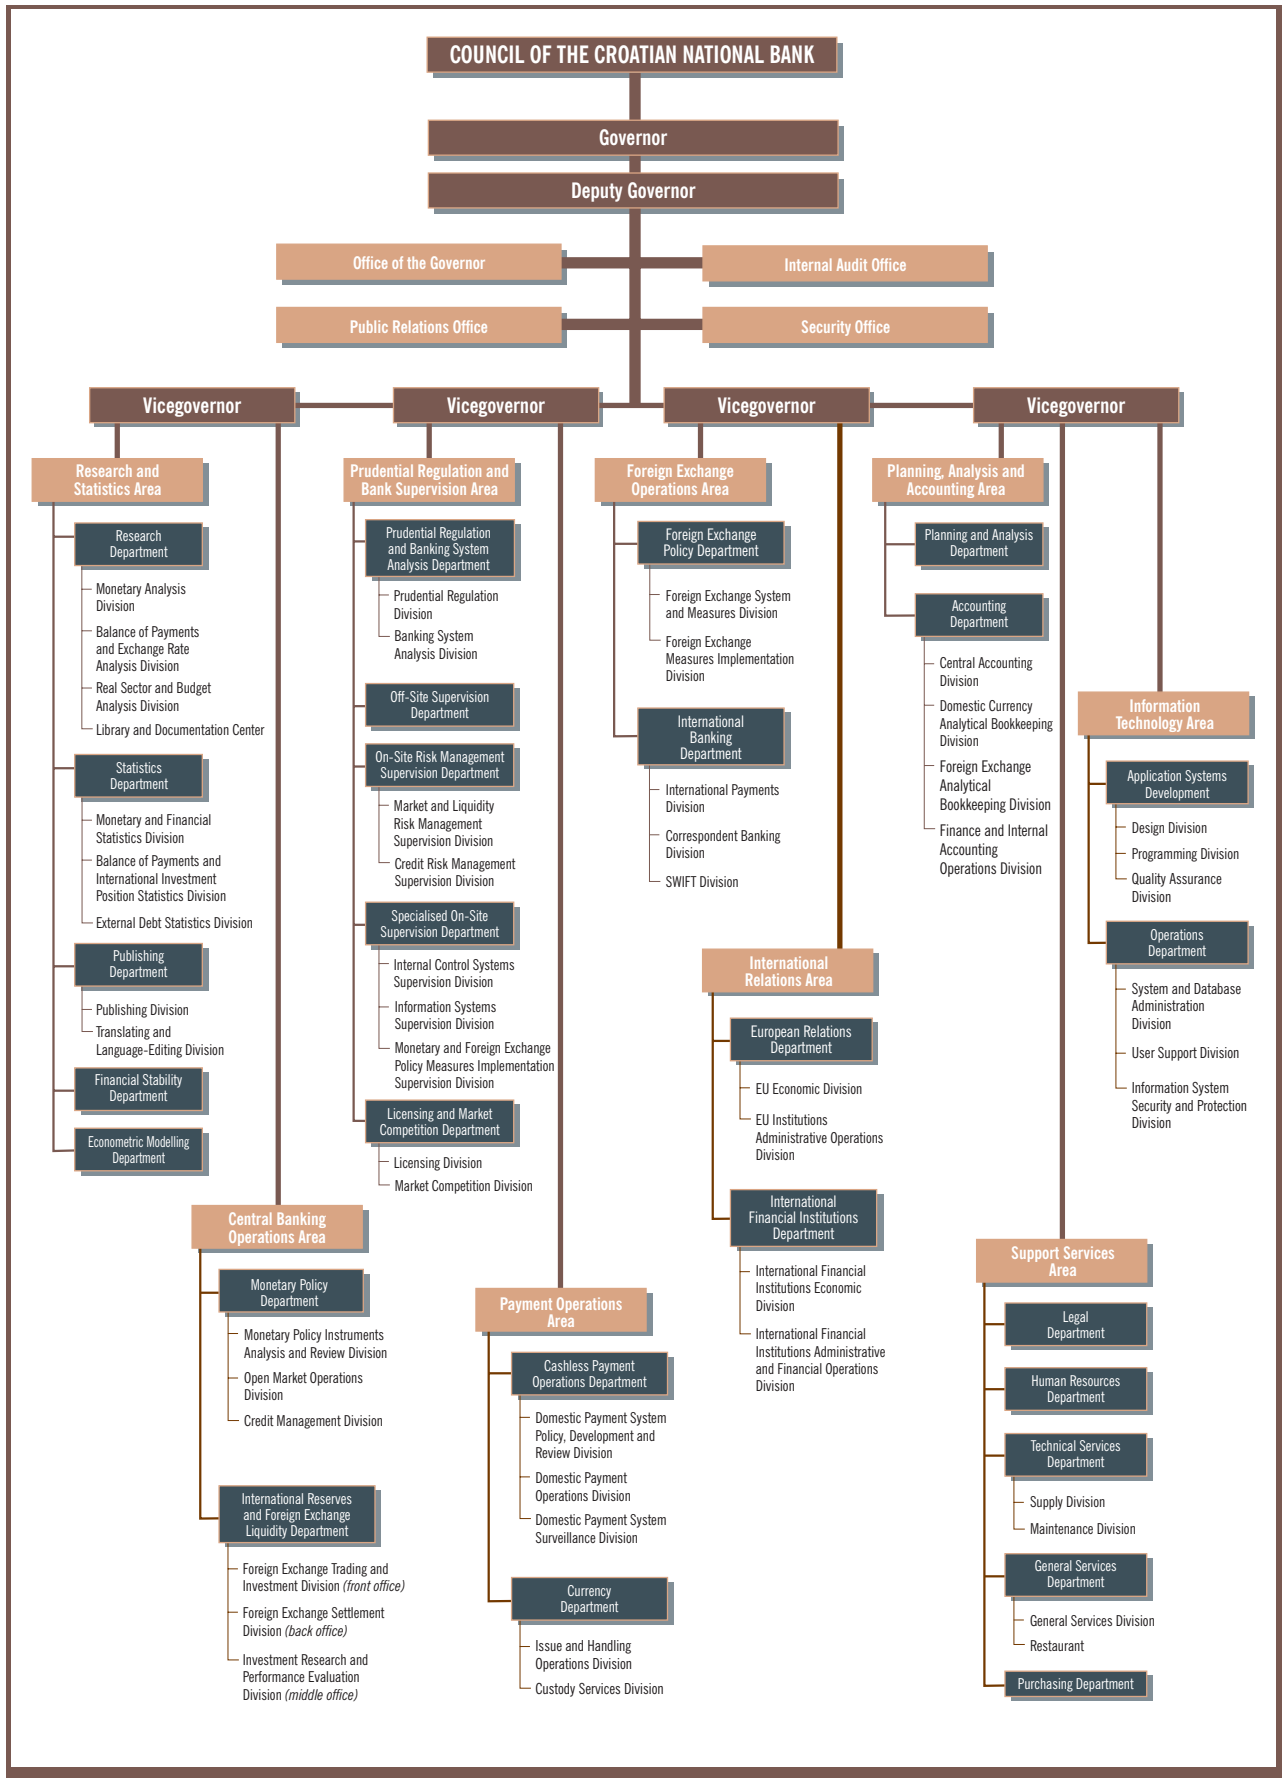 COUNCIL OF THE CROATIAN NATIONAL BANK
Governor
Deputy Governor
Office of the Governor
Internal Audit Office
Public Relations Office
Security Office
Vicegovernor
Vicegovernor
Vicegovernor
Vicegovernor
Research and
Statistics Area
Research
Department
Monetary Analysis
Division
Balance of Payments
and Exchange Rate
Analysis Division
Real Sector and Budget
Analysis Division
Library and Documentation Center
Statistics
Department
Monetary and Financial
Statistics Division
Balance of Payments and
International Investment
Position Statistics Division
External Debt Statistics Division
Publishing
Department
Publishing Division
Translating and
Language-Editing Division
Financial Stability
Department
Econometric Modelling
Department
Central Banking
Operations Area
Monetary Policy
Department
Monetary Policy Instruments
Analysis and Review Division
Open Market Operations
Division
Credit Management Division
International Reserves
and Foreign Exchange
Liquidity Department
Foreign Exchange Trading and
Investment Division (front office)
Foreign Exchange Settlement
Division (back office)
Investment Research and
Performance Evaluation
Division (middle office)
Prudential Regulation and
Bank Supervision Area
Prudential Regulation
and Banking System
Analysis Department
Prudential Regulation
Division
Banking System
Analysis Division
Off-Site Supervision
Department
On-Site Risk Management
Supervision Department
Market and Liquidity
Risk Management
Supervision Division
Credit Risk Management
Supervision Division
Specialised On-Site
Supervision Department
Internal Control Systems
Supervision Division
Information Systems
Supervision Division
Monetary and Foreign Exchange
Policy Measures Implementation
Supervision Division
Licensing and Market
Competition Department
Licensing Division
Market Competition Division
Payment Operations
Area
Cashless Payment
Operations Department
Domestic Payment System
Policy, Development and
Review Division
Domestic Payment
Operations Division
Domestic Payment System
Surveillance Division
Currency
Department
Issue and Handling
Operations Division
Custody Services Division
Foreign Exchange
Operations Area
Foreign Exchange
Policy Department
Foreign Exchange System
and Measures Division
Foreign Exchange
Measures Implementation
Division
International
Banking
Department
International Payments
Division
Correspondent Banking
Division
SWIFT Division
International
Relations Area
European Relations
Department
EU Economic Division
EU Institutions
Administrative Operations
Division
International
Financial Institutions
Department
International Financial
Institutions Economic
Division
International Financial
Institutions Administrative
and Financial Operations
Division
Planning, Analysis and
Accounting Area
Planning and Analysis
Department
Accounting
Department
Central Accounting
Division
Domestic Currency
Analytical Bookkeeping
Division
Foreign Exchange
Analytical
Bookkeeping Division
Finance and Internal
Accounting
Operations Division
Information
Technology Area
Application Systems
Development
Design Division
Programming Division
Quality Assurance
Division
Operations
Department
System and Database
Administration
Division
User Support Division
Information System
Security and Protection
Division
Support Services
Area
Legal
Department
Human Resources
Department
Technical Services
Department
Supply Division
Maintenance Division
General Services
Department
General Services Division
Restaurant
Purchasing Department